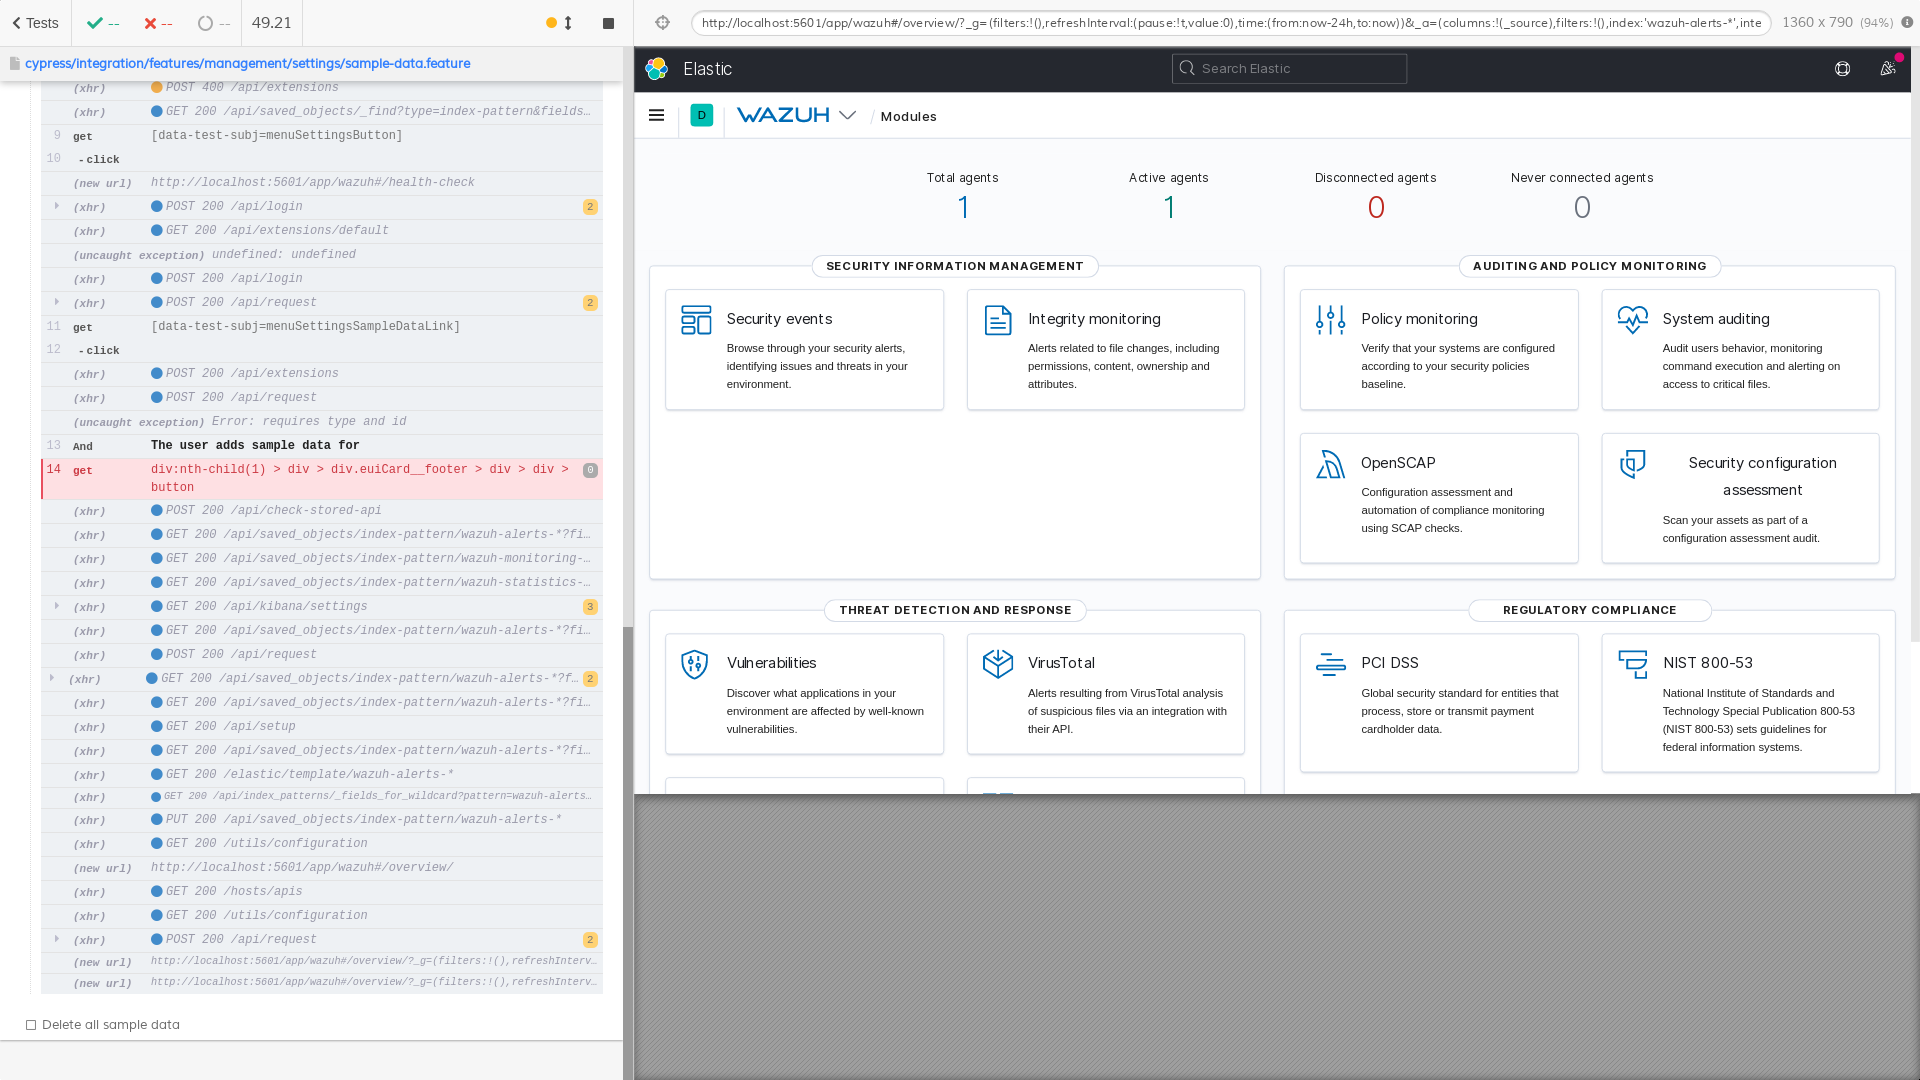 Tests
--
--
--
49.21
http://localhost:5601/app/wazuh#/overview/?_g=(filters:!(),refreshInterval:(pause:!t,value:0),time:(from:now-24h,to:now))&_a=(columns:!(_source),filters:!(),index:'wazuh-alerts-*',inte
1360 x 790 (94%)
cypress/integration/features/management/settings/sample-data.feature
(xhr) POST 400 /api/extensions
(xhr) GET 200 /api/saved_objects/_find?type=index-pattern&fields…
9 get [data-test-subj=menuSettingsButton]
10 -click
(new url) http://localhost:5601/app/wazuh#/health-check
(xhr) POST 200 /api/login 2
(xhr) GET 200 /api/extensions/default
(uncaught exception) undefined: undefined
(xhr) POST 200 /api/login
(xhr) POST 200 /api/request 2
11 get [data-test-subj=menuSettingsSampleDataLink]
12 -click
(xhr) POST 200 /api/extensions
(xhr) POST 200 /api/request
(uncaught exception) Error: requires type and id
13 And The user adds sample data for
14 get div:nth-child(1) > div > div.euiCard__footer > div > div > 0
button
(xhr) POST 200 /api/check-stored-api
(xhr) GET 200 /api/saved_objects/index-pattern/wazuh-alerts-*?fi…
(xhr) GET 200 /api/saved_objects/index-pattern/wazuh-monitoring-…
(xhr) GET 200 /api/saved_objects/index-pattern/wazuh-statistics-…
(xhr) GET 200 /api/kibana/settings 3
(xhr) GET 200 /api/saved_objects/index-pattern/wazuh-alerts-*?fi…
(xhr) POST 200 /api/request
(xhr) GET 200 /api/saved_objects/index-pattern/wazuh-alerts-*?f… 2
(xhr) GET 200 /api/saved_objects/index-pattern/wazuh-alerts-*?fi…
(xhr) GET 200 /api/setup
(xhr) GET 200 /api/saved_objects/index-pattern/wazuh-alerts-*?fi…
(xhr) GET 200 /elastic/template/wazuh-alerts-*
(xhr) GET 200 /api/index_patterns/_fields_for_wildcard?pattern=wazuh-alerts…
(xhr) PUT 200 /api/saved_objects/index-pattern/wazuh-alerts-*
(xhr) GET 200 /utils/configuration
(new url) http://localhost:5601/app/wazuh#/overview/
(xhr) GET 200 /hosts/apis
(xhr) GET 200 /utils/configuration
(xhr) POST 200 /api/request 2
(new url) http://localhost:5601/app/wazuh#/overview/?_g=(filters:!(),refreshInterv…
(new url) http://localhost:5601/app/wazuh#/overview/?_g=(filters:!(),refreshInterv…
Delete all sample data
Elastic
Search Elastic
D
WAZUH
/ Modules
Total agents
1
Active agents
1
Disconnected agents
0
Never connected agents
0
SECURITY INFORMATION MANAGEMENT
Security events
Browse through your security alerts,
identifying issues and threats in your
environment.
Integrity monitoring
Alerts related to file changes, including
permissions, content, ownership and
attributes.
AUDITING AND POLICY MONITORING
Policy monitoring
Verify that your systems are configured
according to your security policies
baseline.
System auditing
Audit users behavior, monitoring
command execution and alerting on
access to critical files.
OpenSCAP
Configuration assessment and
automation of compliance monitoring
using SCAP checks.
Security configuration
assessment
Scan your assets as part of a
configuration assessment audit.
THREAT DETECTION AND RESPONSE
Vulnerabilities
Discover what applications in your
environment are affected by well-known
vulnerabilities.
VirusTotal
Alerts resulting from VirusTotal analysis
of suspicious files via an integration with
their API.
REGULATORY COMPLIANCE
PCI DSS
Global security standard for entities that
process, store or transmit payment
cardholder data.
NIST 800-53
National Institute of Standards and
Technology Special Publication 800-53
(NIST 800-53) sets guidelines for
federal information systems.